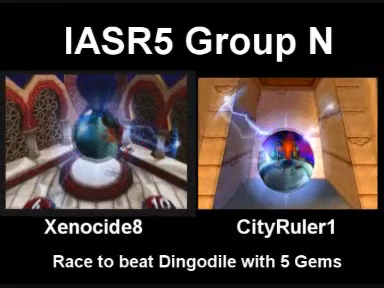 IASR5 Group N
Xenocide8
CityRuler1
Race to beat Dingodile with 5 Gems